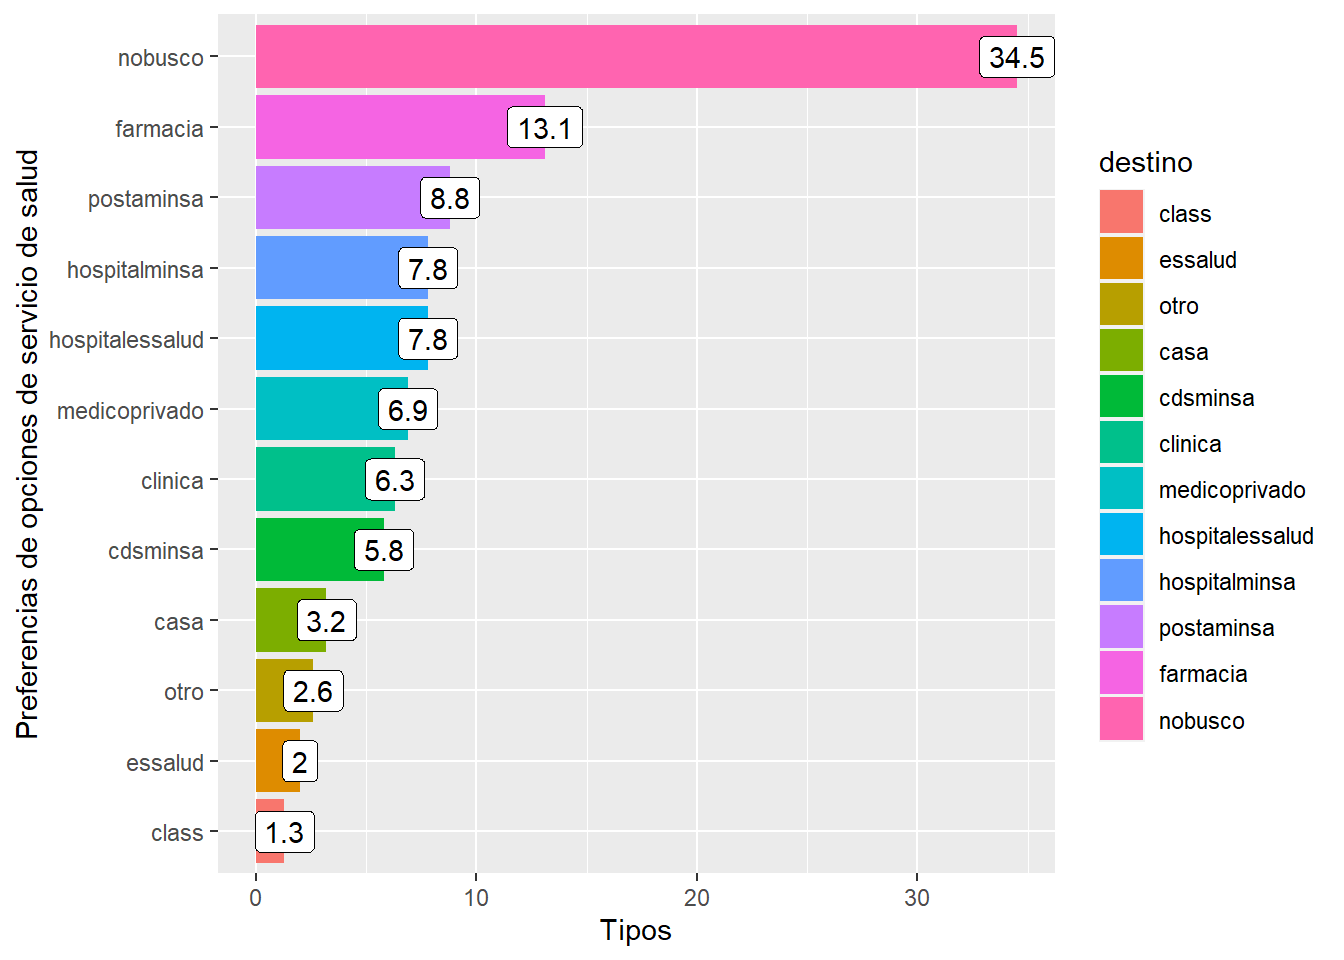 Preferencias de opciones de servicio de salud
nobusco
farmacia
postaminsa
hospitalminsa
hospitalessalud
medicoprivado
clinica
cdsminsa
casa
otro
essalud
class
34.5
13.1
8.8
7.8
7.8
6.9
6.3
5.8
3.2
2.6
2
1.3
0 10 20 30
Tipos
destino
class
essalud
otro
casa
cdsminsa
clinica
medicoprivado
hospitalessalud
hospitalminsa
postaminsa
farmacia
nobusco